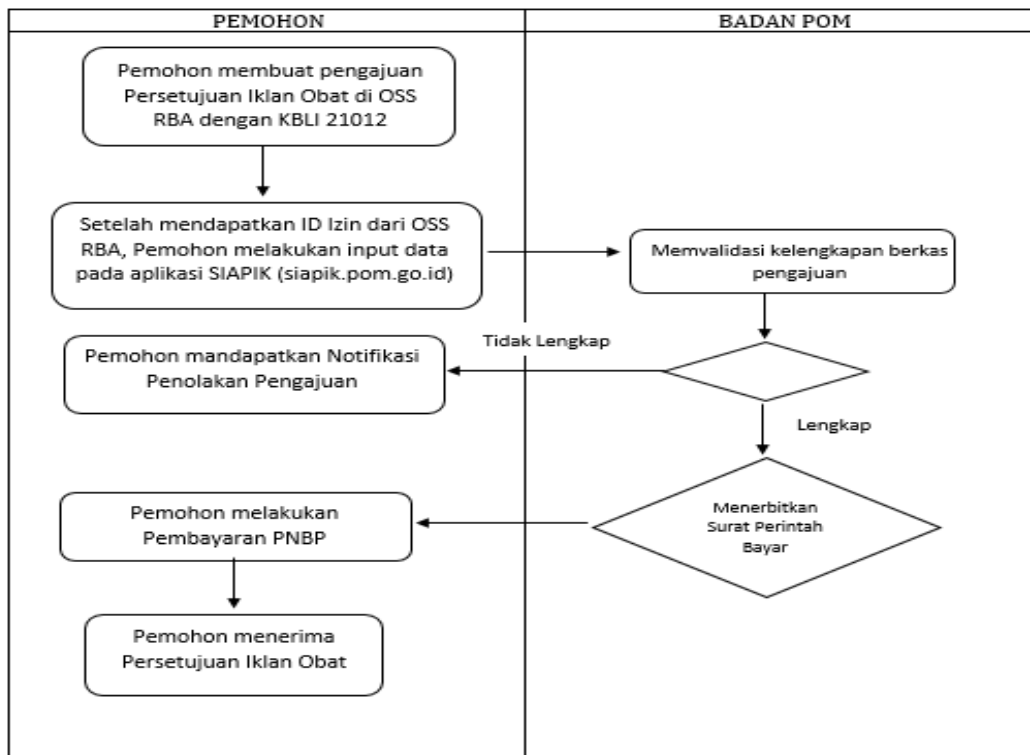 PEMOHON
BADAN POM
Pemohon membuat pengajuan
Persetujuan Iklan Obat di OSS
RBA dengan KBLI 21012
Setelah mendapatkan ID Izin dari OSS
RBA, Pemohon melakukan input data
pada aplikasi SIAPIK (siapik.pom.go.id)
Memvalidasi kelengkapan berkas
pengajuan
Tidak Lengkap
Pemohon mandapatkan Notifikasi
Penolakan Pengajuan
Lengkap
Menerbitkan
Surat Perintah
Bayar
Pemohon melakukan
Pembayaran PNBP
Pemohon menerima
Persetujuan Iklan Obat